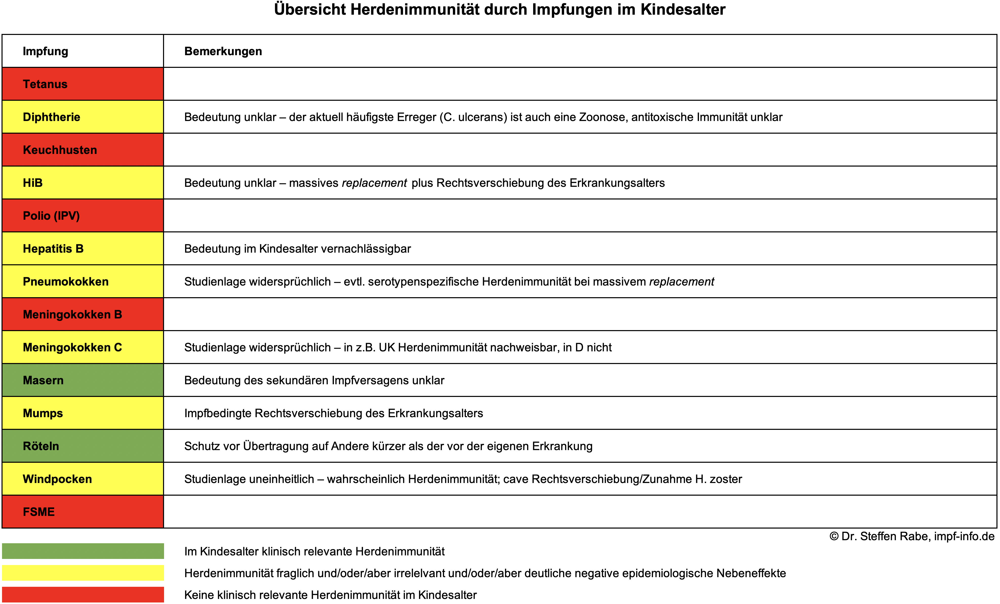 Übersicht Herdenimmunität durch Impfungen im Kindesalter
Impfung Bemerkungen
Tetanus
Diphtherie Bedeutung unklar – der aktuell häufigste Erreger (C. ulcerans) ist auch eine Zoonose, antitoxische Immunität unklar
Keuchhusten
HiB Bedeutung unklar – massives replacement plus Rechtsverschiebung des Erkrankungsalters
Polio (IPV)
Hepatitis B Bedeutung im Kindesalter vernachlässigbar
Pneumokokken Studienlage widersprüchlich – evtl. serotypenspezifische Herdenimmunität bei massivem replacement
Meningokokken B
Meningokokken C Studienlage widersprüchlich – in z.B. UK Herdenimmunität nachweisbar, in D nicht
Masern Bedeutung des sekundären Impfversagens unklar
Mumps Impfbedingte Rechtsverschiebung des Erkrankungsalters
Röteln Schutz vor Übertragung auf Andere kürzer als der vor der eigenen Erkrankung
Windpocken Studienlage uneinheitlich – wahrscheinlich Herdenimmunität; cave Rechtsverschiebung/Zunahme H. zoster
FSME
© Dr. Steffen Rabe, impf-info.de
Im Kindesalter klinisch relevante Herdenimmunität
Herdenimmunität fraglich und/oder/aber irrelelvant und/oder/aber deutliche negative epidemiologische Nebeneffekte
Keine klinisch relevante Herdenimmunität im Kindesalter